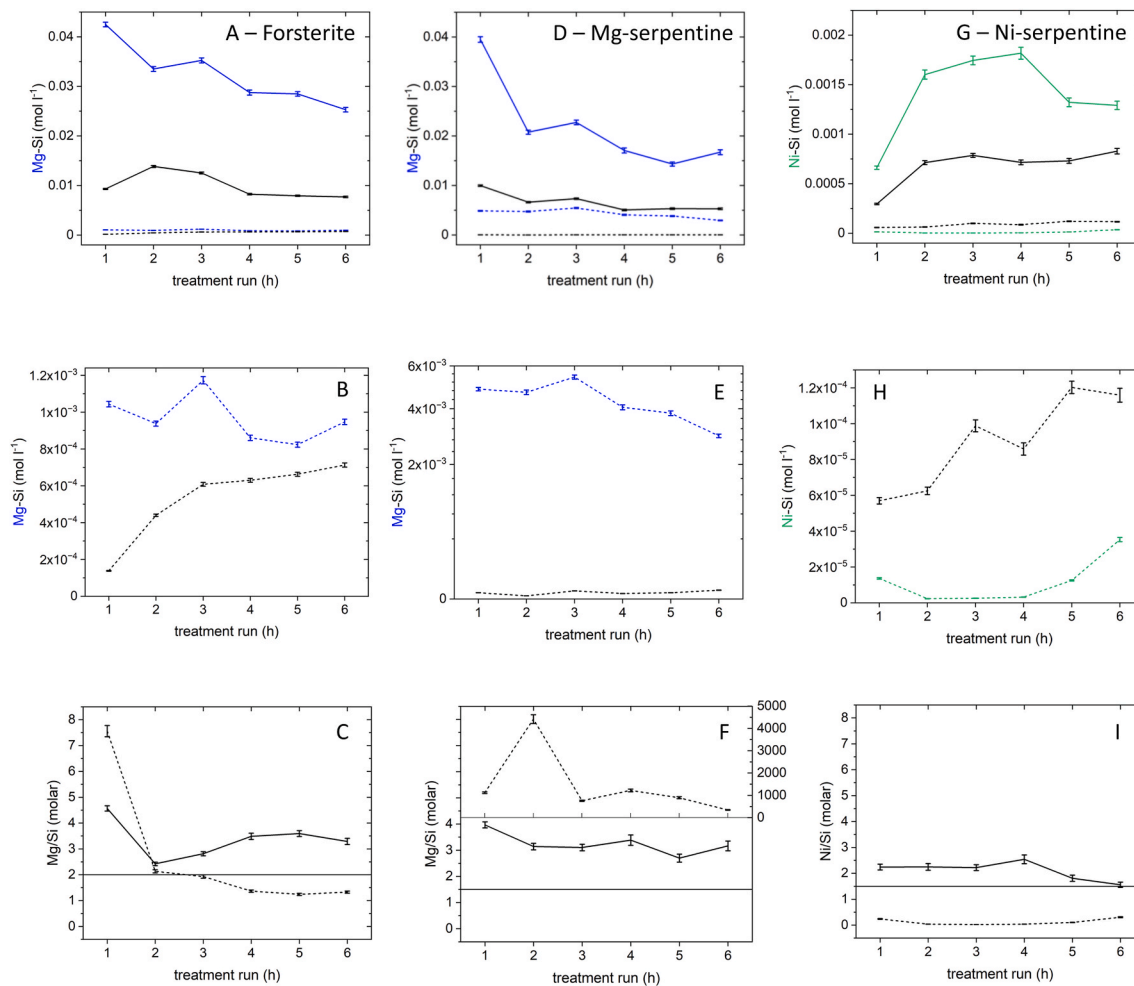 A – Forsterite
0.04
0.03
0.02
0.01
0
Mg-Si (mol l⁻¹)
1 2 3 4 5 6
treatment run (h)
D – Mg-serpentine
0.04
0.03
0.02
0.01
0
Mg-Si (mol l⁻¹)
1 2 3 4 5 6
treatment run (h)
G – Ni-serpentine
0.002
0.0015
0.001
0.0005
0
Ni-Si (mol l⁻¹)
1 2 3 4 5 6
treatment run (h)
B
1.2x10⁻³
1x10⁻³
8x10⁻⁴
6x10⁻⁴
4x10⁻⁴
2x10⁻⁴
0
Mg-Si (mol l⁻¹)
1 2 3 4 5 6
treatment run (h)
E
6x10⁻³
4x10⁻³
2x10⁻³
0
Mg-Si (mol l⁻¹)
1 2 3 4 5 6
treatment run (h)
H
1.2x10⁻⁴
1x10⁻⁴
8x10⁻⁵
6x10⁻⁵
4x10⁻⁵
2x10⁻⁵
0
Ni-Si (mol l⁻¹)
1 2 3 4 5 6
treatment run (h)
C
8
7
6
5
4
3
2
1
0
Mg/Si (molar)
1 2 3 4 5 6
treatment run (h)
F
5000
4000
3000
2000
1000
0
4
3
2
1
0
Mg/Si (molar)
1 2 3 4 5 6
treatment run (h)
I
8
7
6
5
4
3
2
1
0
Ni/Si (molar)
1 2 3 4 5 6
treatment run (h)